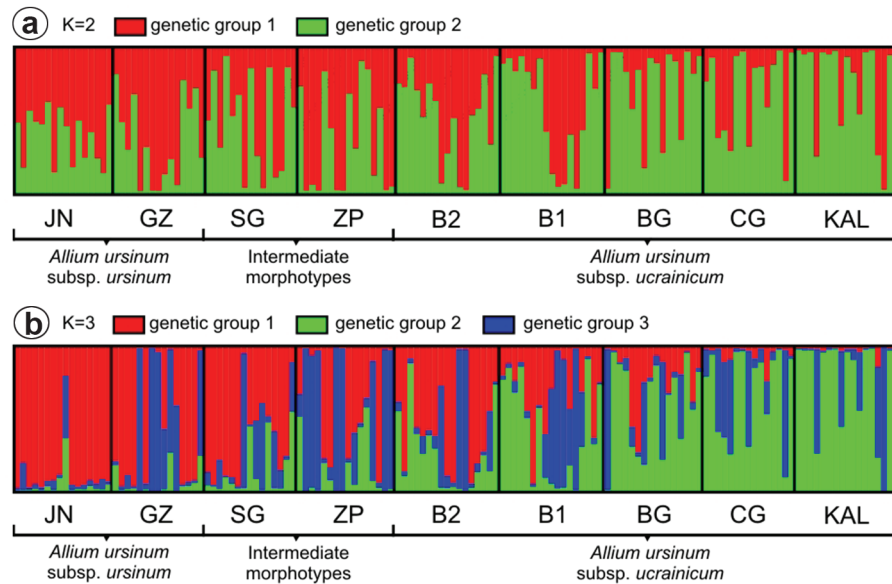 a K=2 genetic group 1 genetic group 2
JN GZ SG ZP B2 B1 BG CG KAL
Allium ursinum Intermediate Allium ursinum
subsp. ursinum morphotypes subsp. ucrainicum
b K=3 genetic group 1 genetic group 2 genetic group 3
JN GZ SG ZP B2 B1 BG CG KAL
Allium ursinum Intermediate Allium ursinum
subsp. ursinum morphotypes subsp. ucrainicum